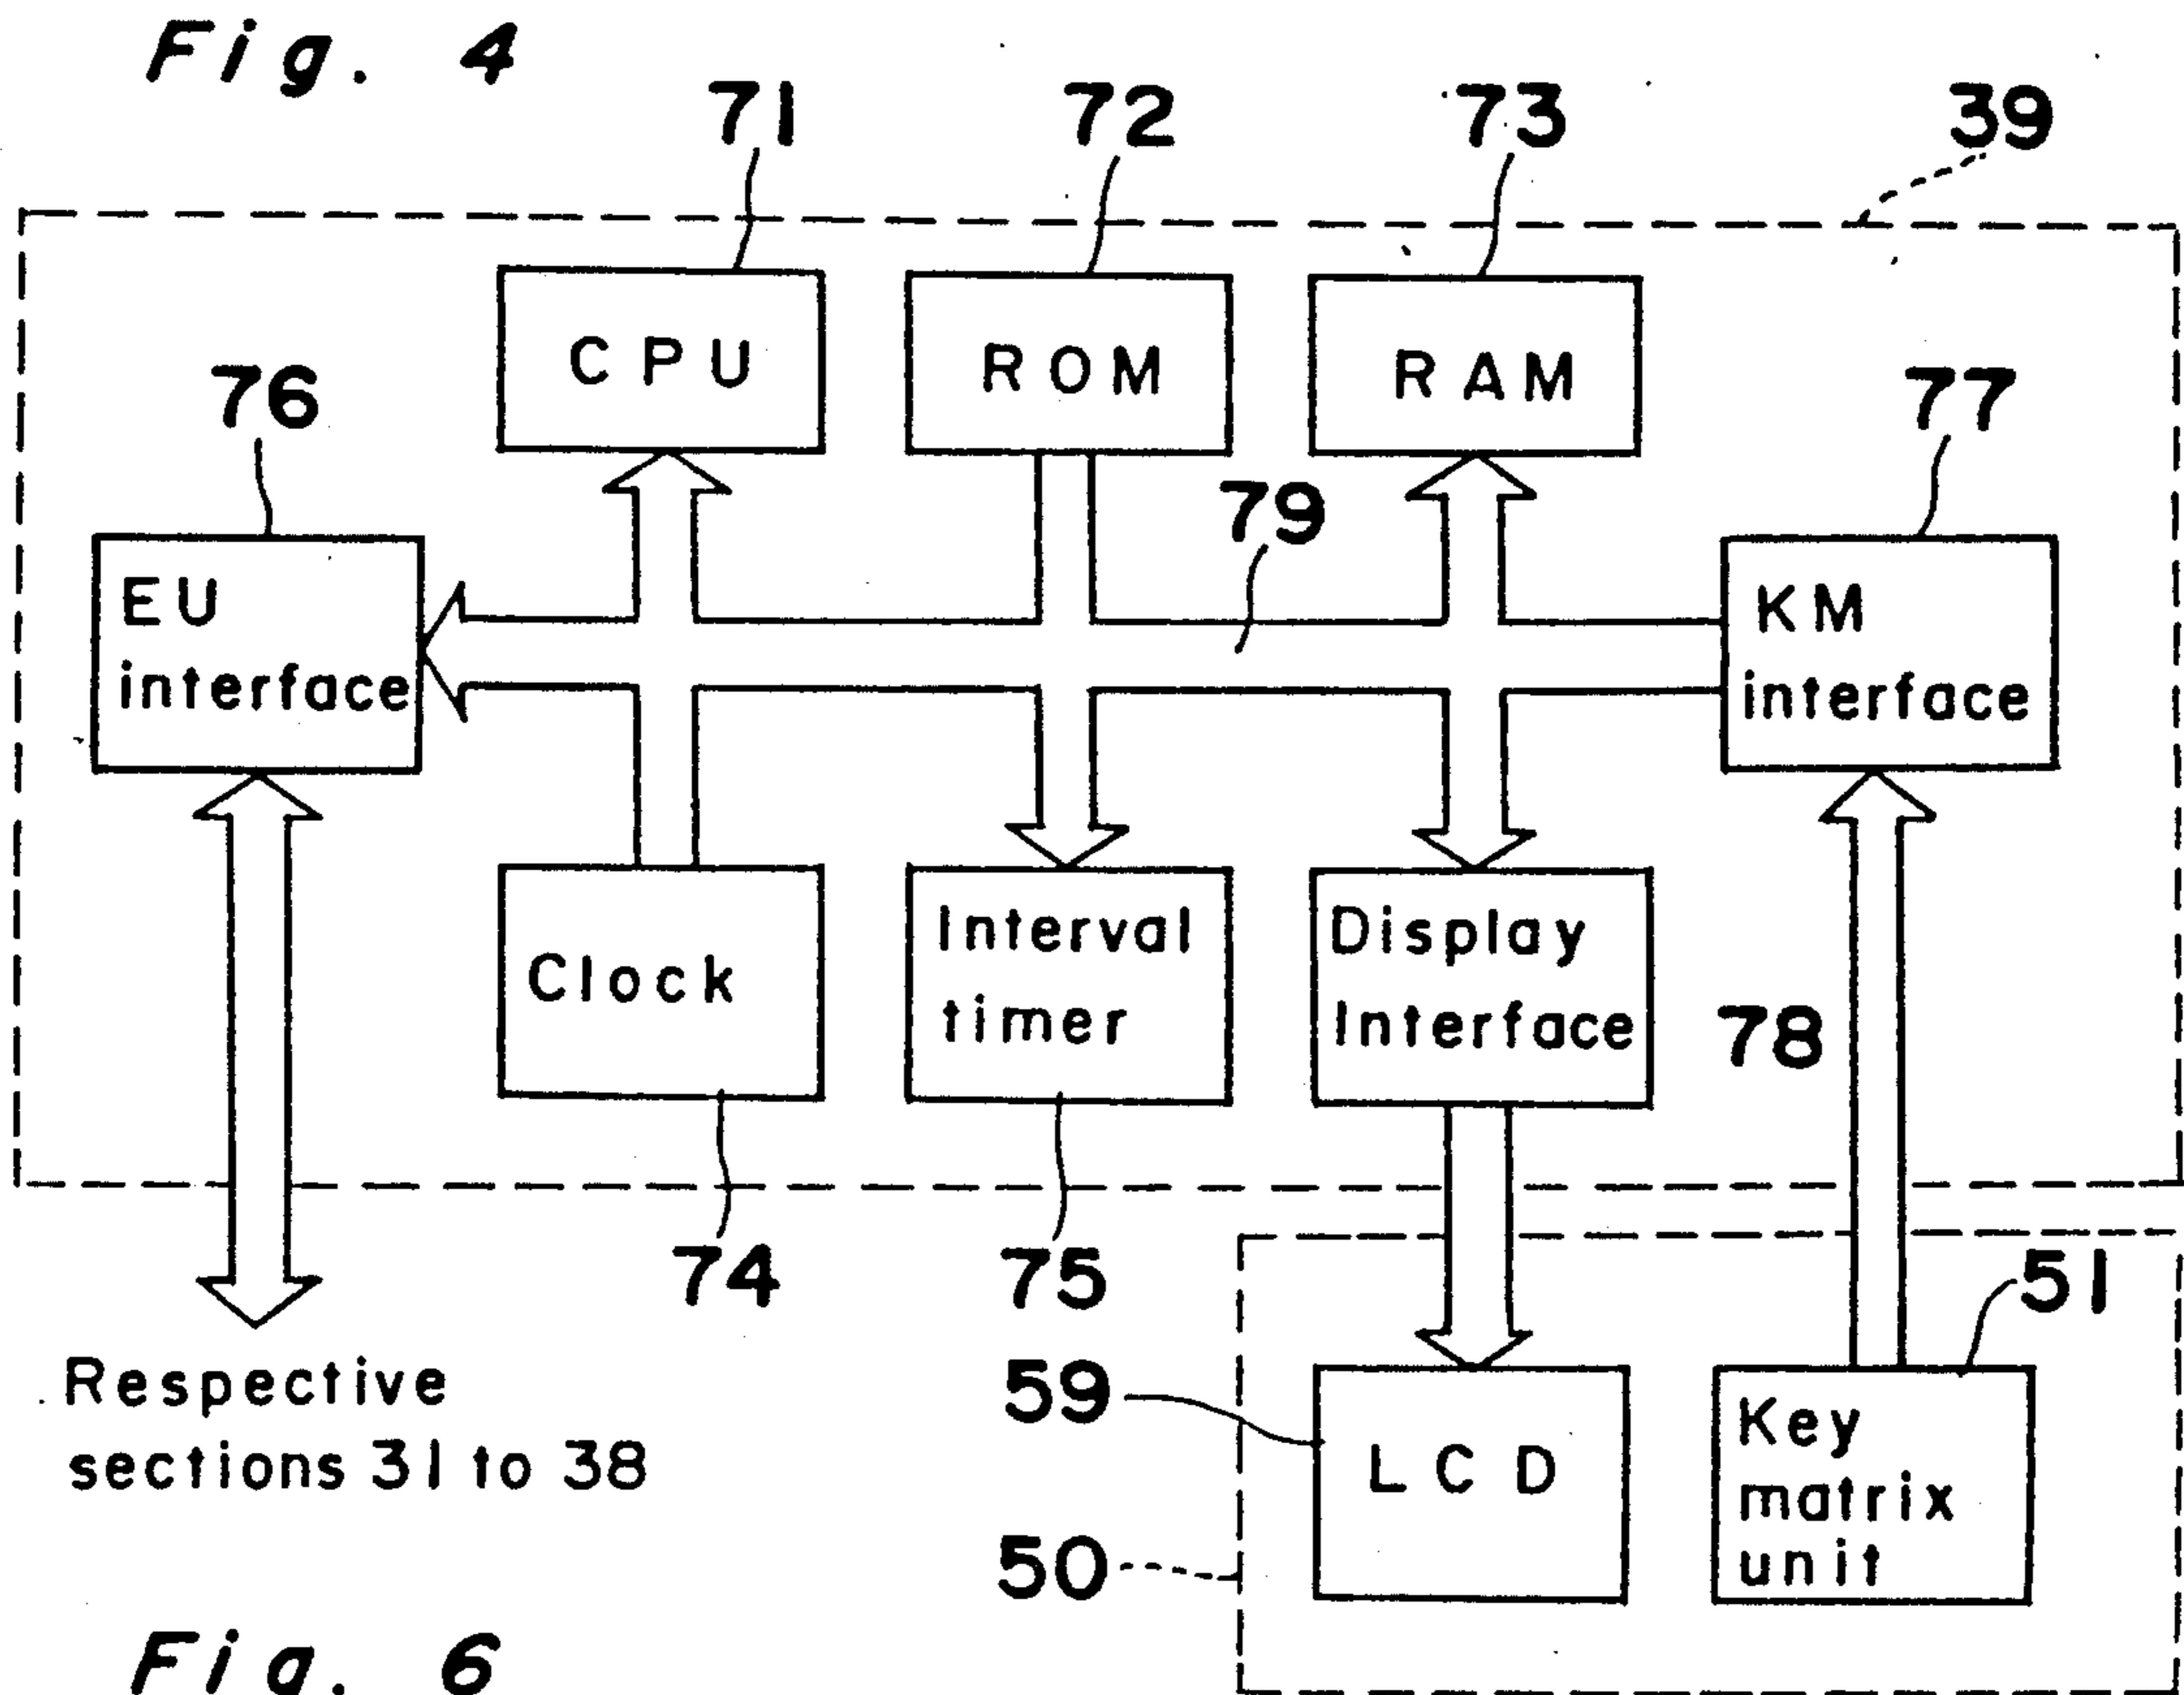 Fig. 4
71
72
73
39
CPU
ROM
RAM
76
77
79
EU
interface
KM
interface
Clock
Interval
timer
Display
Interface
78
74
75
51
59
Respective
sections 31 to 38
LCD
Key
matrix
unit
50
Fig. 6